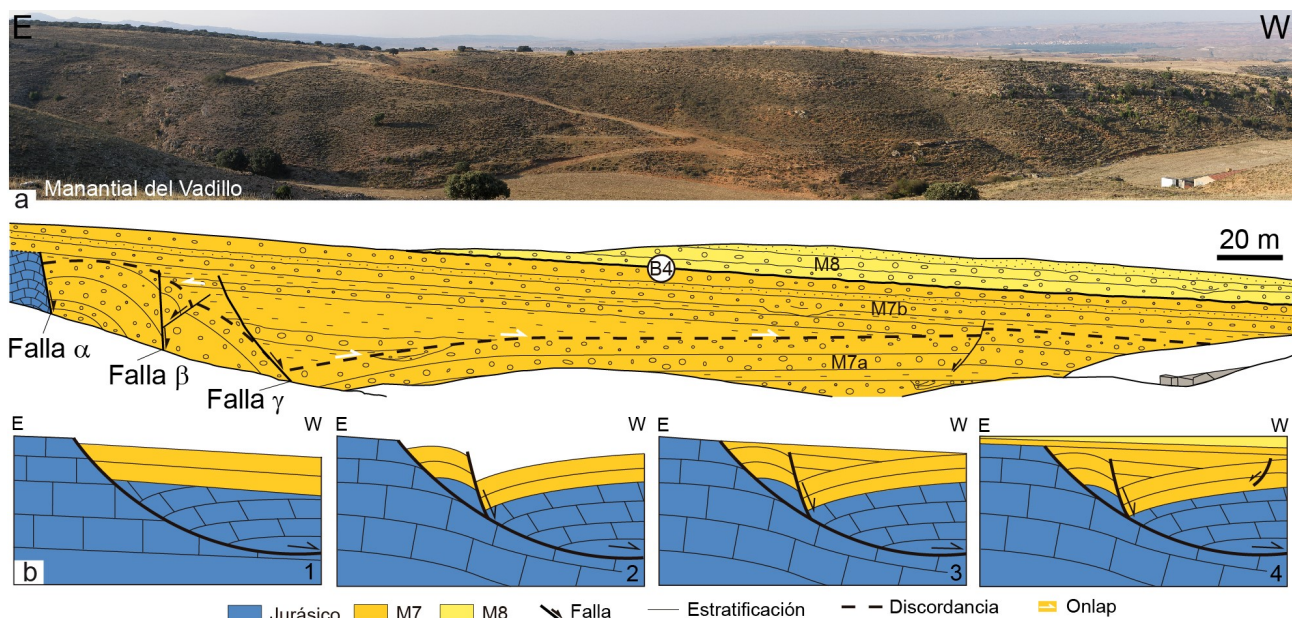 E W
Manantial del Vadillo
a
20 m
B4
M8
M7b
M7a
Falla α
Falla β
Falla γ
E W E W E W E W
b 1 2 3 4
Jurásico M7 M8 Falla Estratificación Discordancia Onlap